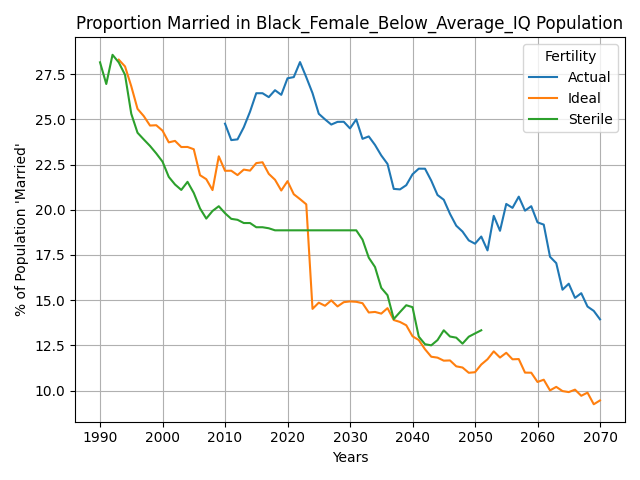 Proportion Married in Black_Female_Below_Average_IQ Population
Fertility
Actual
Ideal
Sterile
% of Population 'Married'
27.5
25.0
22.5
20.0
17.5
15.0
12.5
10.0
1990 2000 2010 2020 2030 2040 2050 2060 2070
Years